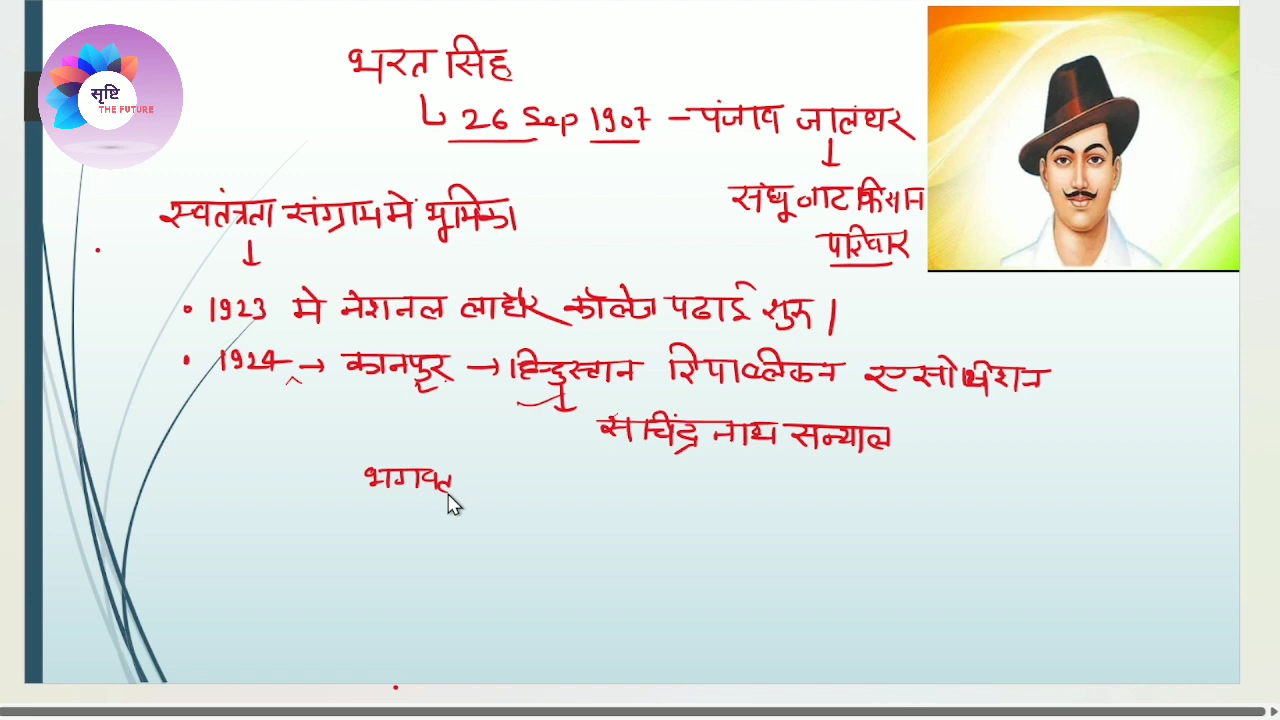 सृष्टि
THE FUTURE
भरत सिंह
26 Sep 1907 – पंजाब जालंधर
संधू जाट किसान
परिवार
स्वतंत्रता संग्राम में भूमिका
• 1923 में नेशनल लाहौर कॉलेज पढाई शुरू |
• 1924 → कानपुर → हिन्दुस्तान रिपाब्लिकन एसोसिएशन
सचिंद्र नाथ सन्याल
भागवत